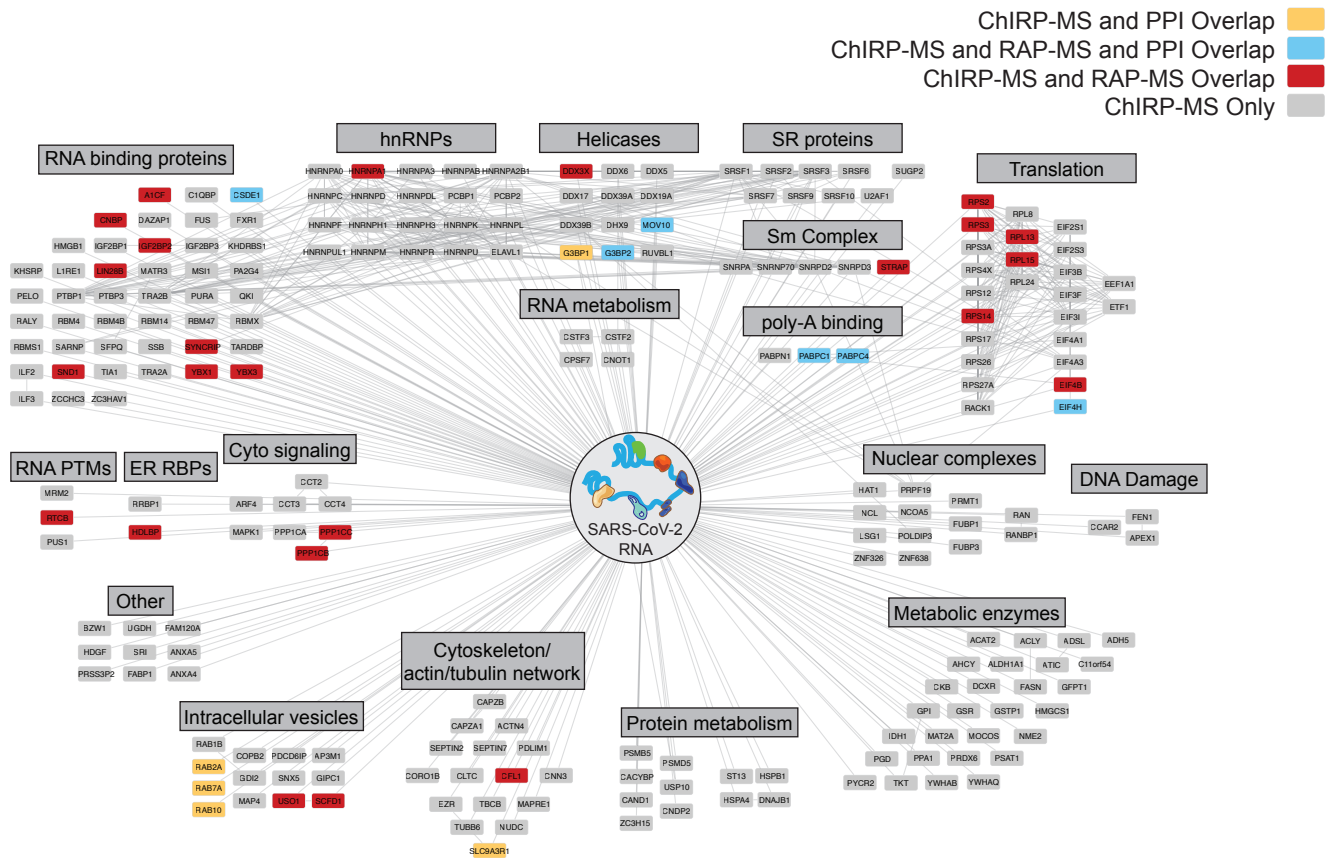 ChIRP-MS and PPI Overlap
ChIRP-MS and RAP-MS and PPI Overlap
ChIRP-MS and RAP-MS Overlap
ChIRP-MS Only
RNA binding proteins
A1CF C1QBP CSDE1
CNBP DAZAP1 FUS FXR1
HMGB1 IGF2BP1 IGF2BP2 IGF2BP3 KHDRBS1
KHSRP L1RE1 LIN28B MATR3 MSI1 PA2G4
PELO PTBP1 PTBP3 TRA2B PURA QKI
RALY RBM4 RBM4B RBM14 RBM47 RBMX
RBMS1 SARNP SFPQ SSB SYNCRIP TARDBP
ILF2 SND1 TIA1 TRA2A YBX1 YBX3
ILF3 ZCCHC3 ZC3HAV1
hnRNPs
HNRNPA0 HNRNPA1 HNRNPA3 HNRNPAB HNRNPA2B1
HNRNPC HNRNPD HNRNPDL PCBP1 PCBP2
HNRNPF HNRNPH1 HNRNPH3 HNRNPK HNRNPL
HNRNPUL1 HNRNPM HNRNPR HNRNPU ELAVL1
Helicases
DDX3X DDX6 DDX5
DDX17 DDX39A DDX19A
DDX39B DHX9 MOV10
G3BP1 G3BP2 RUVBL1
SR proteins
SRSF1 SRSF2 SRSF3 SRSF6 SUGP2
SRSF7 SRSF9 SRSF10 U2AF1
Sm Complex
SNRPA SNRNP70 SNRPD2 SNRPD3 STRAP
RNA metabolism
CSTF3 CSTF2
CPSF7 CNOT1
poly-A binding
PABPN1 PABPC1 PABPC4
Translation
RPS2
RPS3
RPS3A
RPS4X
RPS12
RPS14
RPS17
RPS26
RPS27A
RACK1
RPL8
RPL13
RPL15
RPL24
EIF2S1
EIF2S3
EIF3B
EIF3F
EIF3I
EIF4A1
EIF4A3
EIF4B
EIF4H
EEF1A1
ETF1
RNA PTMs
MRM2
RTCB
PUS1
ER RBPs
RRBP1
HDLBP
Cyto signaling
CCT2
ARF4 CCT3 CCT4
MAPK1 PPP1CA PPP1CC
PPP1CB
SARS-CoV-2
RNA
Nuclear complexes
HAT1 PRPF19
NCL NCOA5 PRMT1
LSG1 POLDIP3 FUBP1
ZNF326 ZNF638 FUBP3
RAN
RANBP1
DNA Damage
CCAR2
FEN1
APEX1
Other
BZW1 UGDH FAM120A
HDGF SRI ANXA5
PRSS3P2 FABP1 ANXA4
Intracellular vesicles
RAB1B
RAB2A
RAB7A
RAB10
COPB2 PDCD6IP AP3M1
GDI2 SNX5 GIPC1
MAP4 USO1 SCFD1
Cytoskeleton/
actin/tubulin network
CAPZB
CAPZA1 ACTN4
SEPTIN2 SEPTIN7 PDLIM1
CORO1B CLTC CFL1 CNN3
EZR TBCB MAPRE1
TUBB6 NUDC
SLC9A3R1
Protein metabolism
PSMB5
CACYBP
CAND1
ZC3H15
PSMD5
USP10
CNDP2
ST13 HSPB1
HSPA4 DNAJB1
Metabolic enzymes
ACAT2 ACLY ADSL ADH5
AHCY ALDH1A1 ATIC C11orf54
CKB DCXR FASN GFPT1
GPI GSR GSTP1 HMGCS1
IDH1 MAT2A MOCOS NME2
PGD PPA1 PRDX6 PSAT1
PYCR2 TKT YWHAB YWHAQ